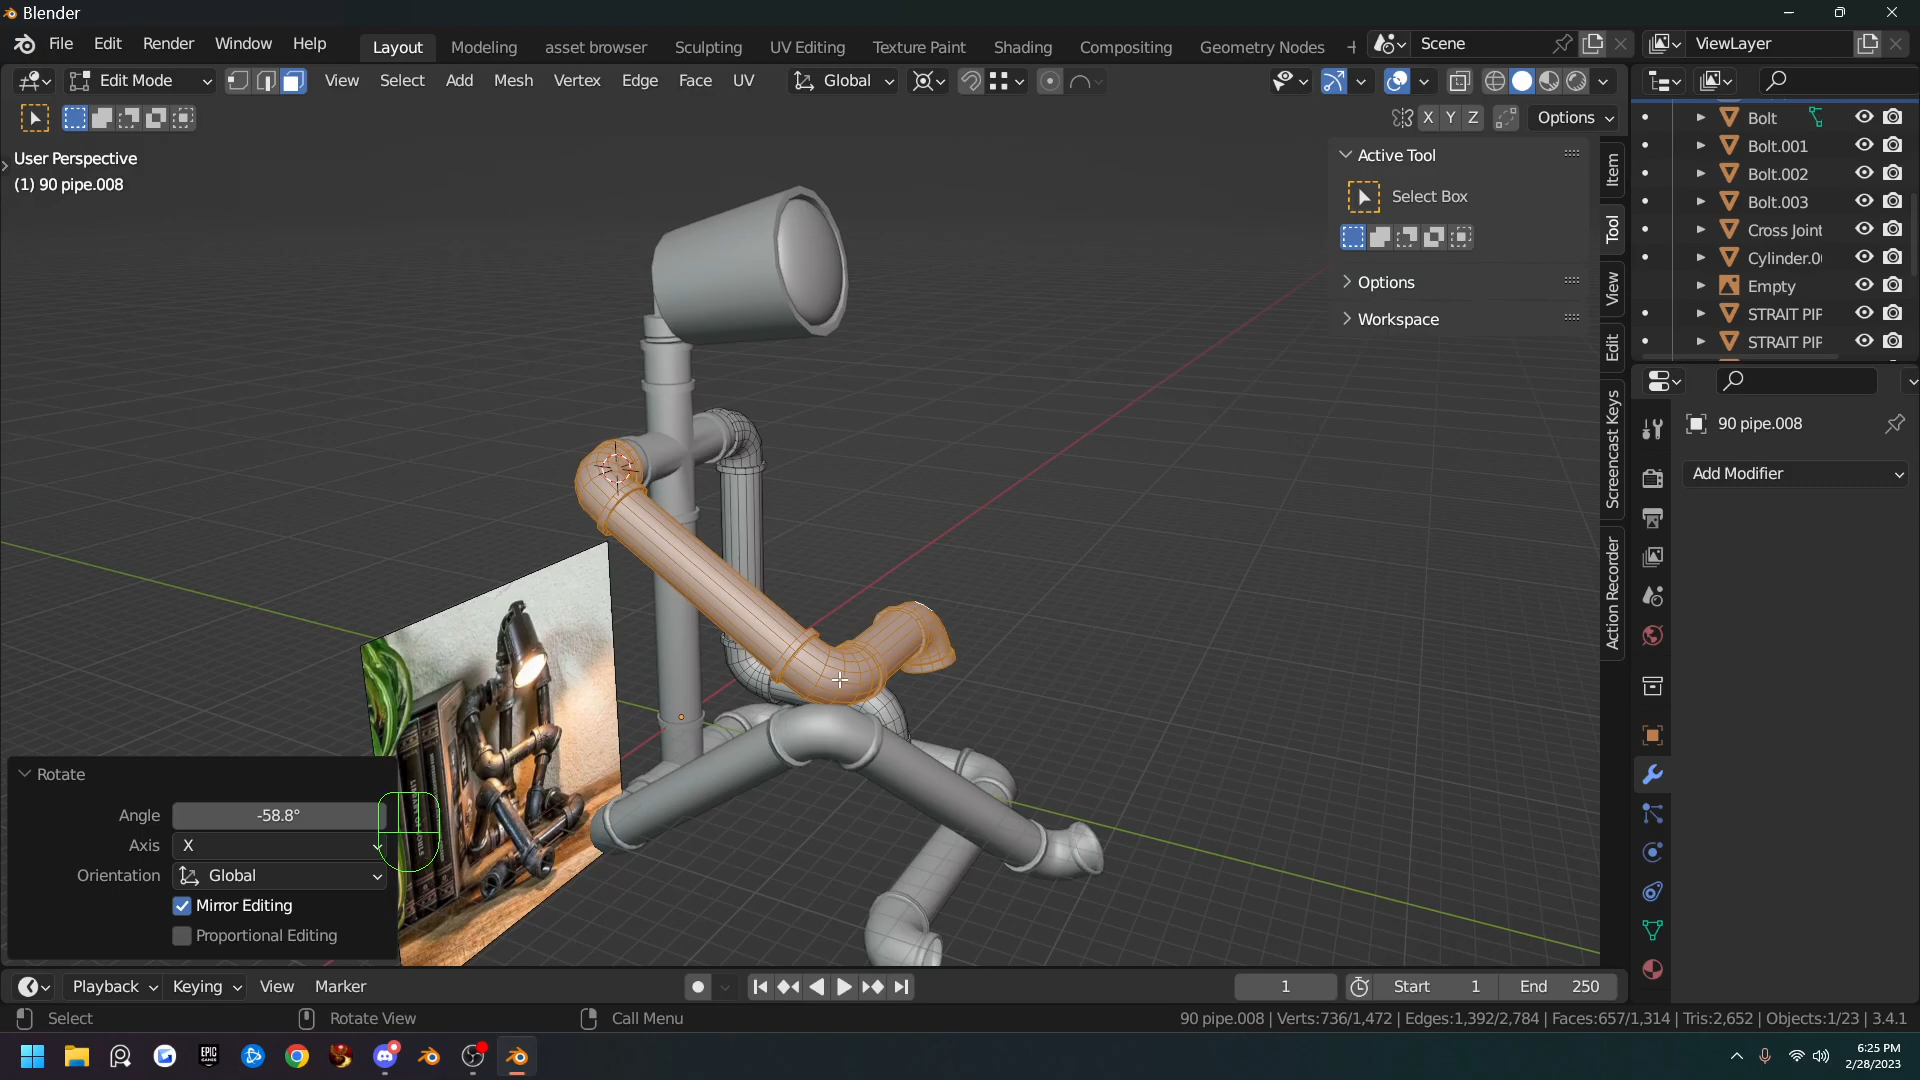 Blender
File Edit Render Window Help
Layout Modeling asset browser Sculpting UV Editing Texture Paint Shading Compositing Geometry Nodes
Scene
ViewLayer
Edit Mode
View Select Add Mesh Vertex Edge Face UV
Global
X Y Z
Options
User Perspective
(1) 90 pipe.008
Active Tool
Select Box
Options
Workspace
Item
Tool
View
Edit
Screencast Keys
Action Recorder
Bolt
Bolt.001
Bolt.002
Bolt.003
Cross Joint
Cylinder.0
Empty
STRAIT PIP
STRAIT PIP
90 pipe.008
Add Modifier
Rotate
Angle -58.8°
Axis X
Orientation Global
Mirror Editing
Proportional Editing
Playback Keying View Marker
1
Start 1
End 250
Select
Rotate View
Call Menu
90 pipe.008 | Verts:736/1,472 | Edges:1,392/2,784 | Faces:657/1,314 | Tris:2,652 | Objects:1/23 | 3.4.1
EPIC
GAMES
6:25 PM
2/28/2023